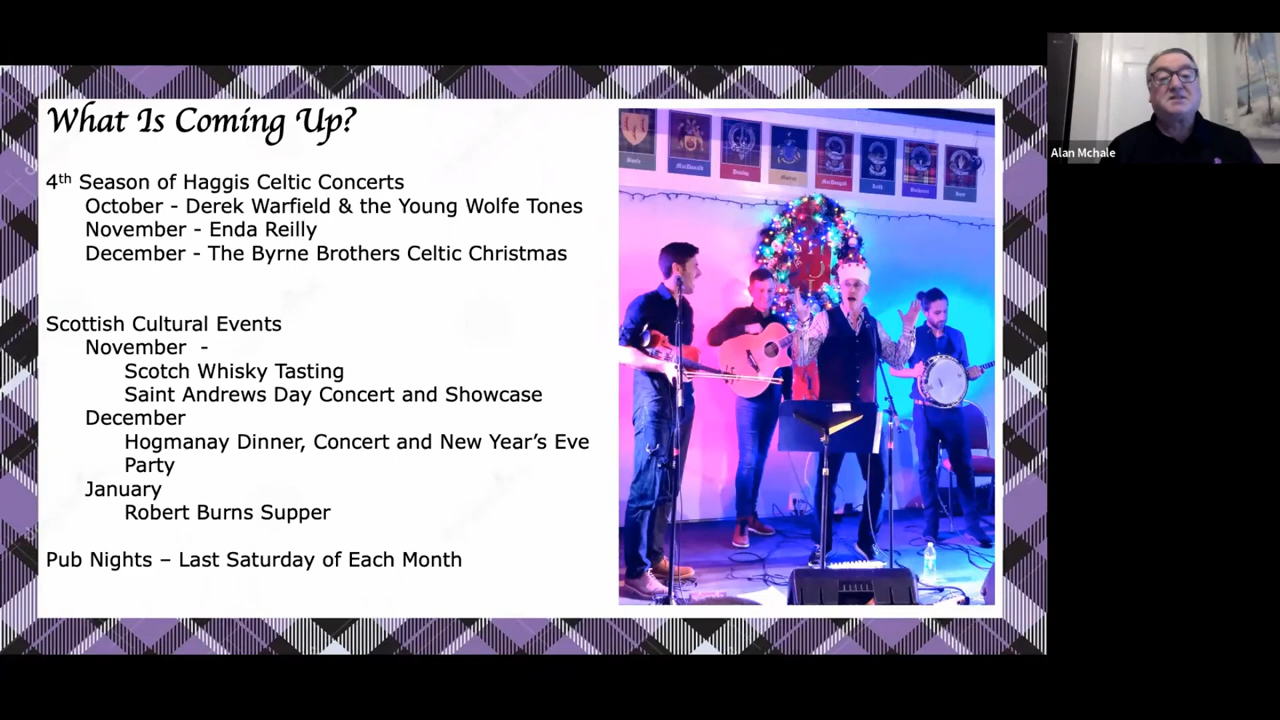 What Is Coming Up?
4th Season of Haggis Celtic Concerts
October - Derek Warfield & the Young Wolfe Tones
November - Enda Reilly
December - The Byrne Brothers Celtic Christmas
Scottish Cultural Events
November -
Scotch Whisky Tasting
Saint Andrews Day Concert and Showcase
December
Hogmanay Dinner, Concert and New Year's Eve
Party
January
Robert Burns Supper
Pub Nights – Last Saturday of Each Month
MacDonald
MacDougall
Alan Mchale